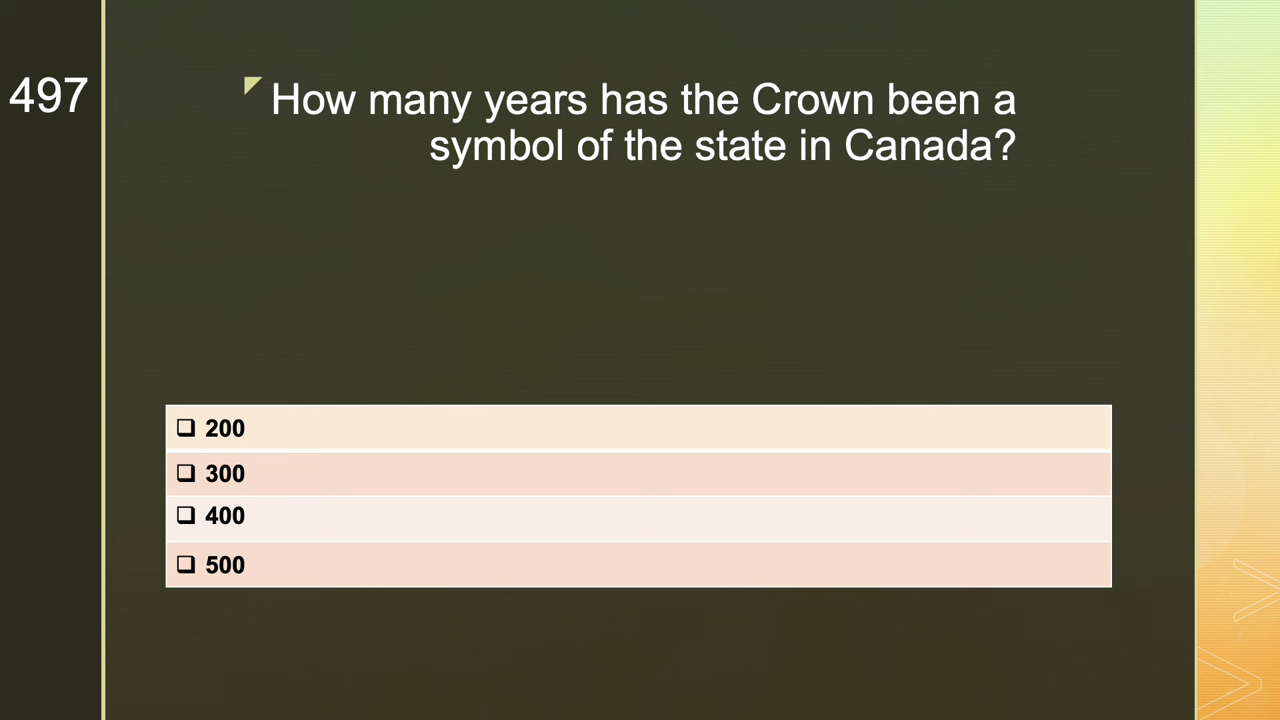 497
How many years has the Crown been a
symbol of the state in Canada?
❑ 200
❑ 300
❑ 400
❑ 500